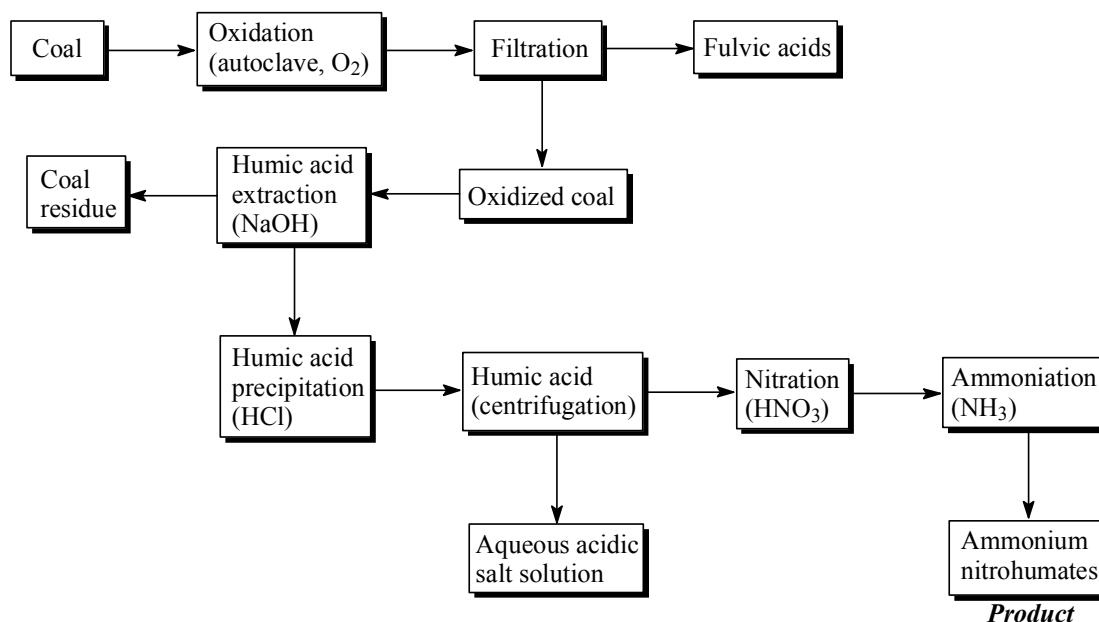 Coal
Oxidation
(autoclave, O₂)
Filtration
Fulvic acids
Coal
residue
Humic acid
extraction
(NaOH)
Oxidized coal
Humic acid
precipitation
(HCl)
Humic acid
(centrifugation)
Nitration
(HNO₃)
Ammoniation
(NH₃)
Aqueous acidic
salt solution
Ammonium
nitrohumates
Product